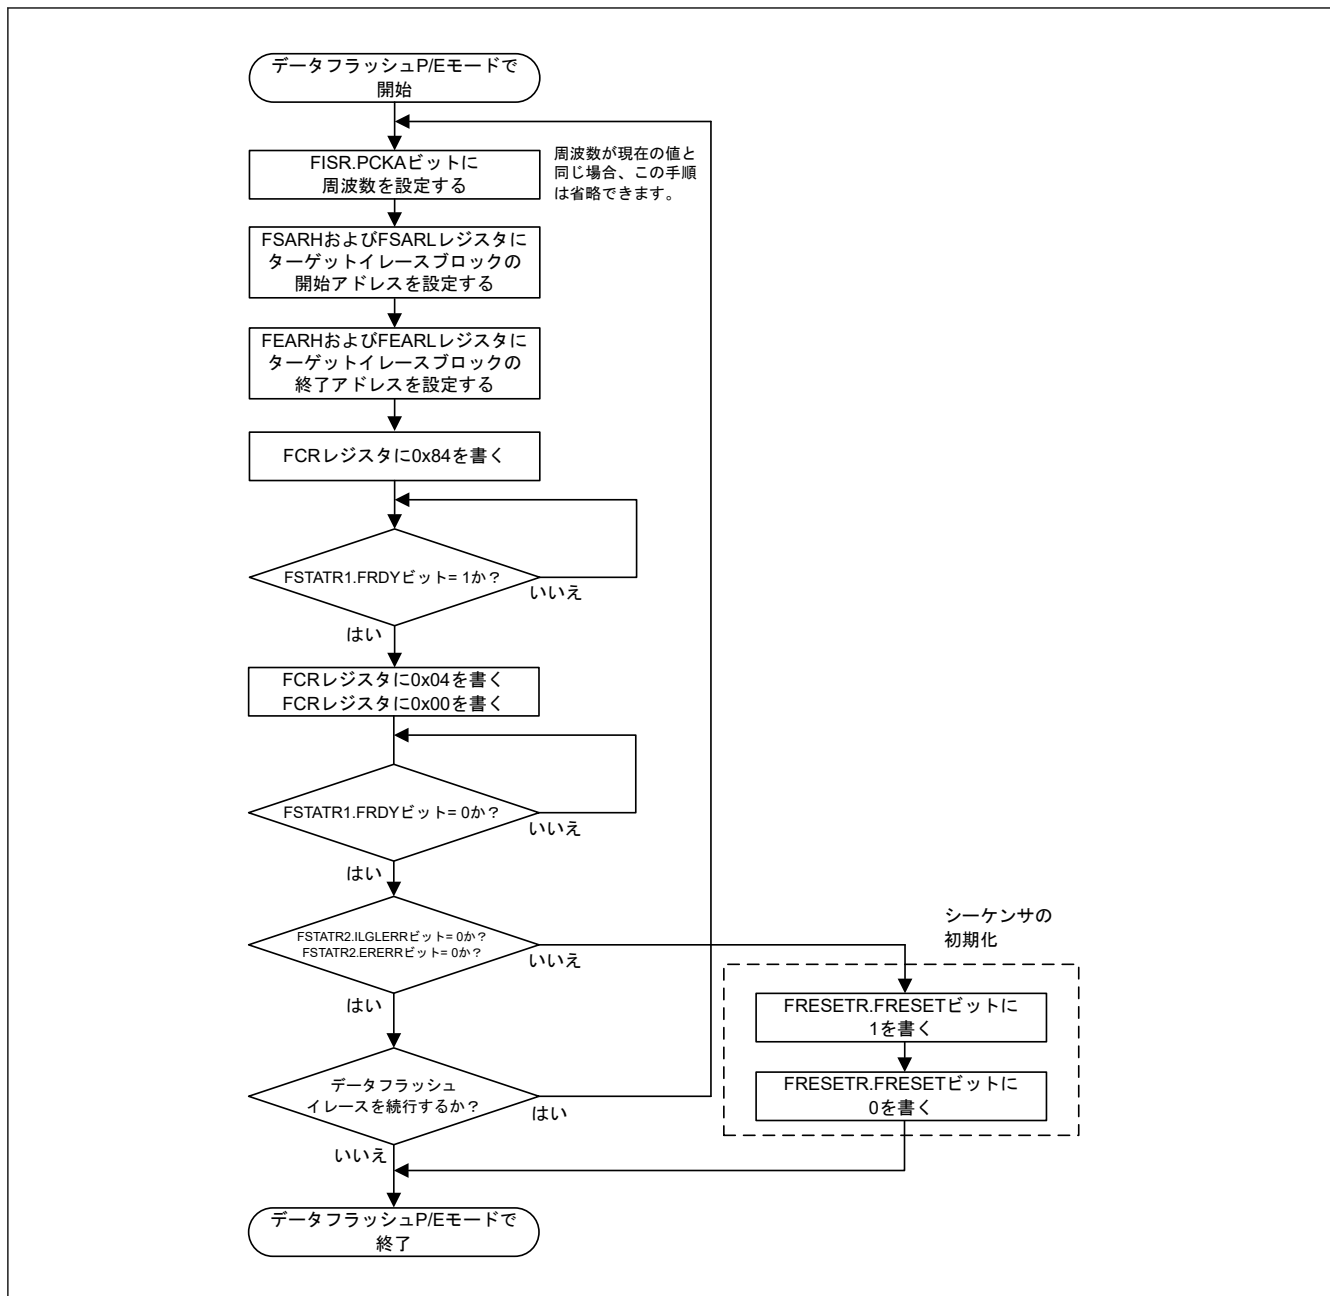 データフラッシュP/Eモードで
開始
FISR.PCKAビットに
周波数を設定する
周波数が現在の値と
同じ場合、この手順
は省略できます。
FSARHおよびFSARLレジスタに
ターゲットイレースブロックの
開始アドレスを設定する
FEARHおよびFEARLレジスタに
ターゲットイレースブロックの
終了アドレスを設定する
FCRレジスタに0x84を書く
FSTATR1.FRDYビット= 1か？
いいえ
はい
FCRレジスタに0x04を書く
FCRレジスタに0x00を書く
FSTATR1.FRDYビット= 0か？
いいえ
はい
FSTATR2.ILGLERRビット= 0か？
FSTATR2.ERERRビット= 0か？
いいえ
はい
シーケンサの
初期化
FRESETR.FRESETビットに
1を書く
FRESETR.FRESETビットに
0を書く
データフラッシュ
イレースを続行するか？
はい
いいえ
データフラッシュP/Eモードで
終了